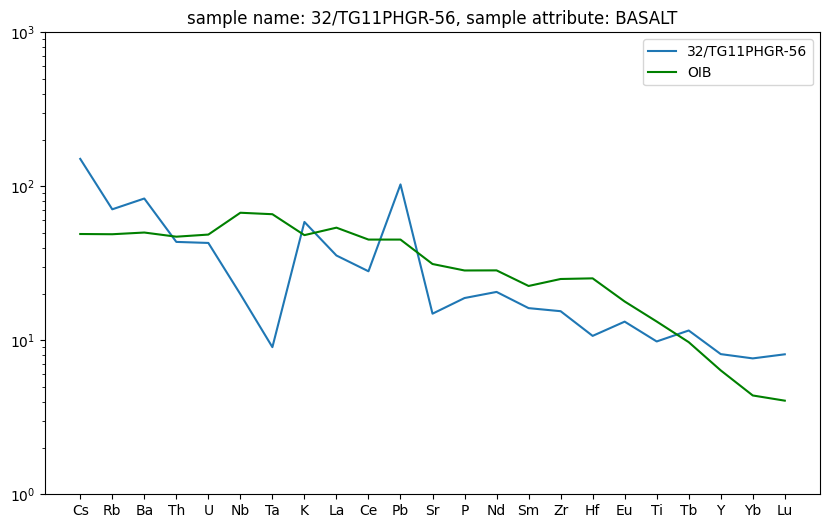 sample name: 32/TG11PHGR-56, sample attribute: BASALT
10³
32/TG11PHGR-56
OIB
10²
10¹
10⁰
Cs Rb Ba Th U Nb Ta K La Ce Pb Sr P Nd Sm Zr Hf Eu Ti Tb Y Yb Lu